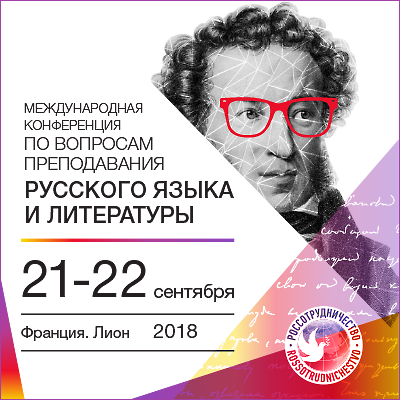 МЕЖДУНАРОДНАЯ
КОНФЕРЕНЦИЯ
ПО ВОПРОСАМ
ПРЕПОДАВАНИЯ
РУССКОГО ЯЗЫКА
И ЛИТЕРАТУРЫ
21-22 сентября
Франция. Лион 2018
РОССОТРУДНИЧЕСТВО
ROSSOTRUDNICHESTVO